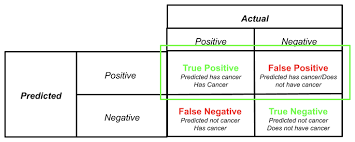 Actual
Positive Negative
Predicted
Positive
True Positive
Predicted has cancer
Has Cancer
False Positive
Predicted has cancer/Does
not have cancer
Negative
False Negative
Predicted not cancer
Has cancer
True Negative
Predicted not cancer
Does not have cancer